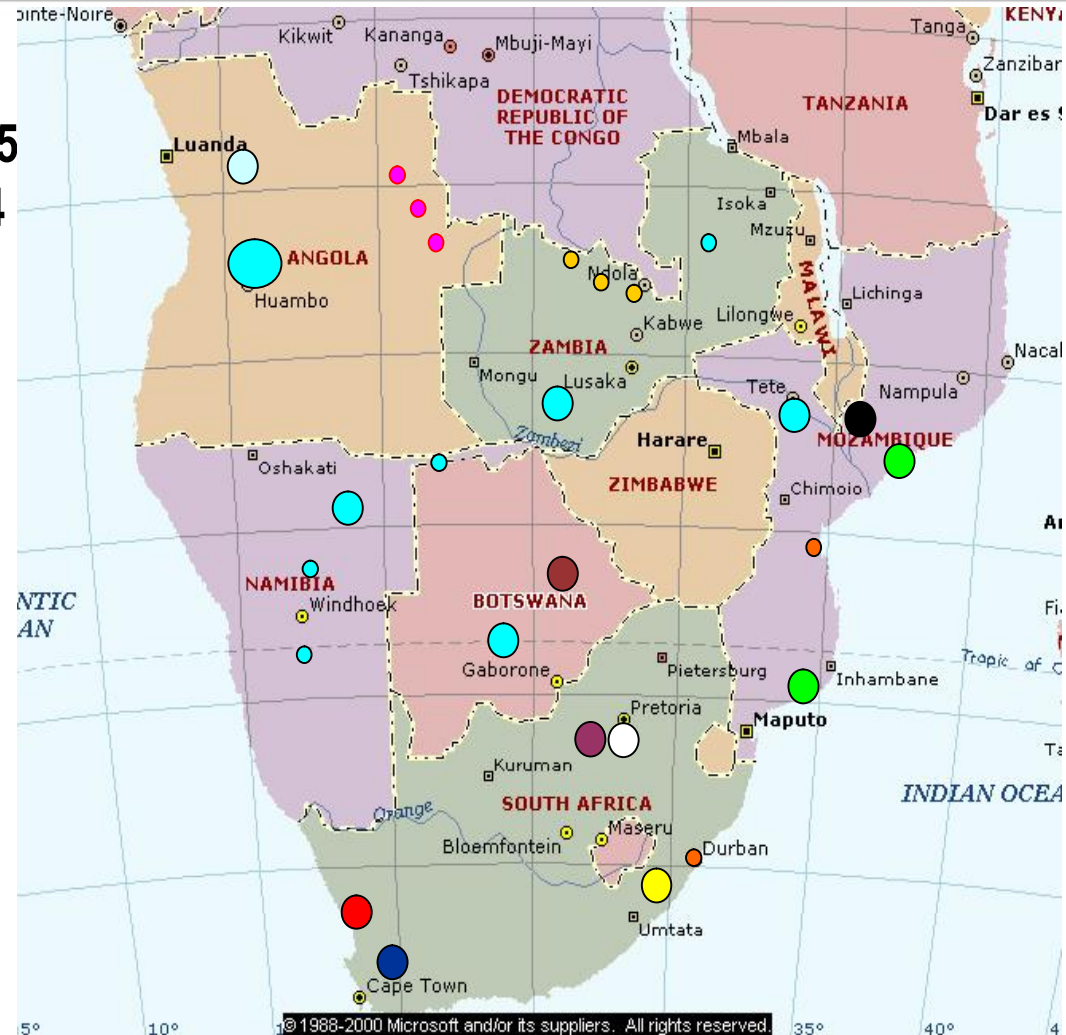 ointe-Noire
Kikwit
Kananga
Mbuji-Mayi
Tshikapa
Tanga
KENYA
Zanzibar
Dar es S
DEMOCRATIC
REPUBLIC OF
THE CONGO
TANZANIA
5
4
Luanda
Mbala
Isoka
Mzuzu
ANGOLA
Huambo
Ndola
MALAWI
Lichinga
Kabwe
Lilongwe
ZAMBIA
Mongu
Lusaka
Tete
Nampula
Nacal
Zambezi
Harare
MOZAMBIQUE
Oshakati
ZIMBABWE
Chimoio
NAMIBIA
Windhoek
BOTSWANA
NTIC
AN
Gaborone
Pietersburg
Inhambane
Tropic of C
Pretoria
Maputo
Kuruman
INDIAN OCEA
Orange
SOUTH AFRICA
Bloemfontein
Maseru
Durban
Umtata
Cape Town
©1988-2000 Microsoft and/or its suppliers. All rights reserved.
5°
10°
35°
40°
4